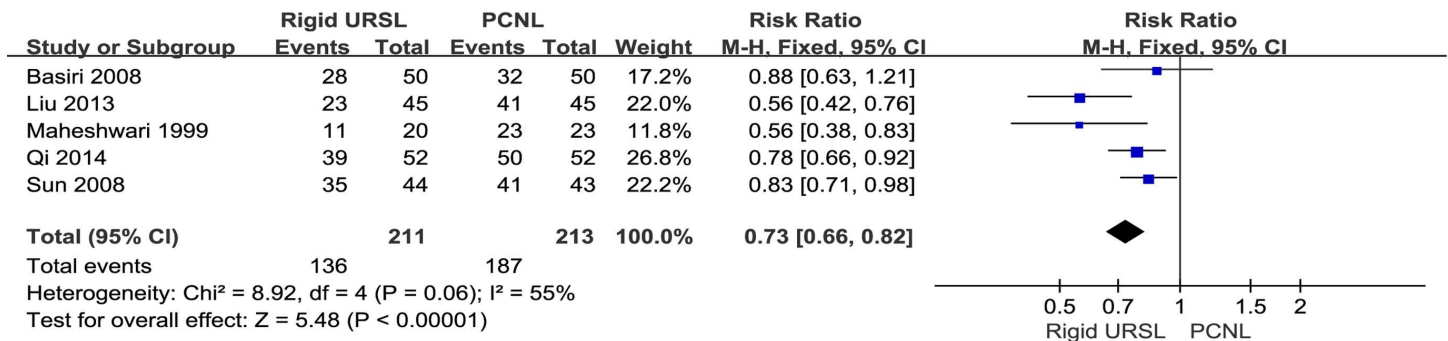 Rigid URSL PCNL Risk Ratio Risk Ratio
Study or Subgroup Events Total Events Total Weight M-H, Fixed, 95% CI M-H, Fixed, 95% CI
Basiri 2008 28 50 32 50 17.2% 0.88 [0.63, 1.21]
Liu 2013 23 45 41 45 22.0% 0.56 [0.42, 0.76]
Maheshwari 1999 11 20 23 23 11.8% 0.56 [0.38, 0.83]
Qi 2014 39 52 50 52 26.8% 0.78 [0.66, 0.92]
Sun 2008 35 44 41 43 22.2% 0.83 [0.71, 0.98]
Total (95% CI) 211 213 100.0% 0.73 [0.66, 0.82]
Total events 136 187
Heterogeneity: Chi² = 8.92, df = 4 (P = 0.06); I² = 55%
Test for overall effect: Z = 5.48 (P < 0.00001)
0.5 0.7 1 1.5 2
Rigid URSL PCNL